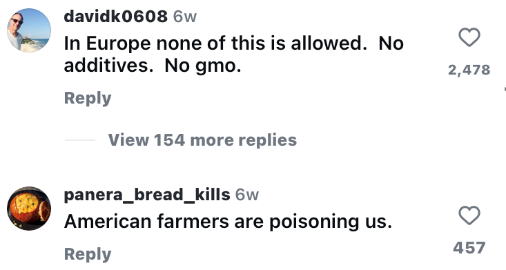 davidk0608 6w
In Europe none of this is allowed.  No
additives.  No gmo.
2,478
Reply
View 154 more replies
panera_bread_kills 6w
American farmers are poisoning us.
457
Reply